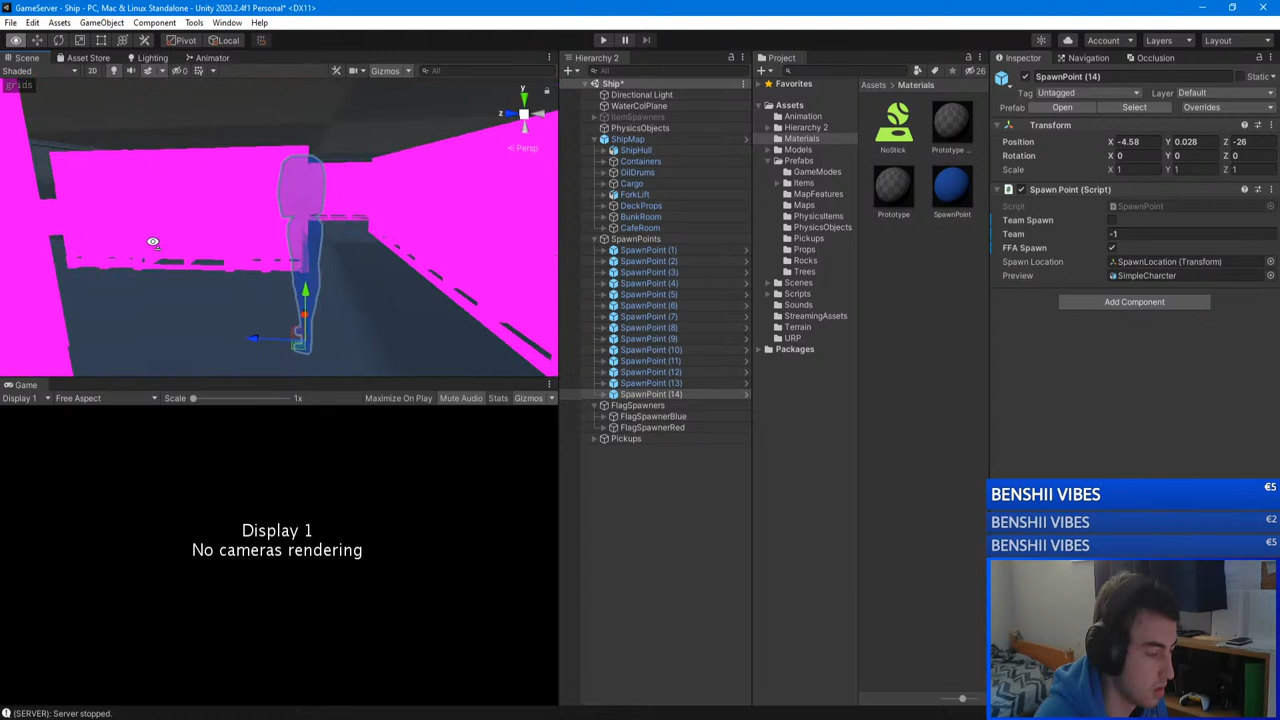 GameServer - Ship - PC, Mac & Linux Standalone - Unity 2020.2.4f1 Personal* <DX11>
File Edit Assets GameObject Component Tools Window Help
Pivot Local Account Layers Layout
Scene Asset Store Lighting Animator
Shaded 2D 0 Gizmos All
grids
y
z
Persp
Game
Display 1 Free Aspect Scale 1x Maximize On Play Mute Audio Stats Gizmos
Display 1
No cameras rendering
(SERVER): Server stopped.
Hierarchy 2
All
Ship*
Directional Light
WaterColPlane
ItemSpawners
PhysicsObjects
ShipMap
ShipHull
Containers
OilDrums
Cargo
ForkLift
DeckProps
BunkRoom
CafeRoom
SpawnPoints
SpawnPoint (1)
SpawnPoint (2)
SpawnPoint (3)
SpawnPoint (4)
SpawnPoint (5)
SpawnPoint (6)
SpawnPoint (7)
SpawnPoint (8)
SpawnPoint (9)
SpawnPoint (10)
SpawnPoint (11)
SpawnPoint (12)
SpawnPoint (13)
SpawnPoint (14)
FlagSpawners
FlagSpawnerBlue
FlagSpawnerRed
Pickups
Project
26
Favorites
Assets
Animation
Hierarchy 2
Materials
Models
Prefabs
GameModes
Items
MapFeatures
Maps
PhysicsItems
PhysicsObjects
Pickups
Props
Rocks
Trees
Scenes
Scripts
Sounds
StreamingAssets
Terrain
URP
Packages
Assets > Materials
NoStick
Prototype ..
Prototype
SpawnPoint
Inspector Navigation Occlusion
SpawnPoint (14) Static
Tag Untagged Layer Default
Prefab Open Select Overrides
Transform
Position X -4.58 Y 0.028 Z -26
Rotation X 0 Y 0 Z 0
Scale X 1 Y 1 Z 1
Spawn Point (Script)
Script SpawnPoint
Team Spawn
Team -1
FFA Spawn
Spawn Location SpawnLocation (Transform)
Preview SimpleCharcter
Add Component
BENSHII VIBES €5
BENSHII VIBES €2
BENSHII VIBES €5